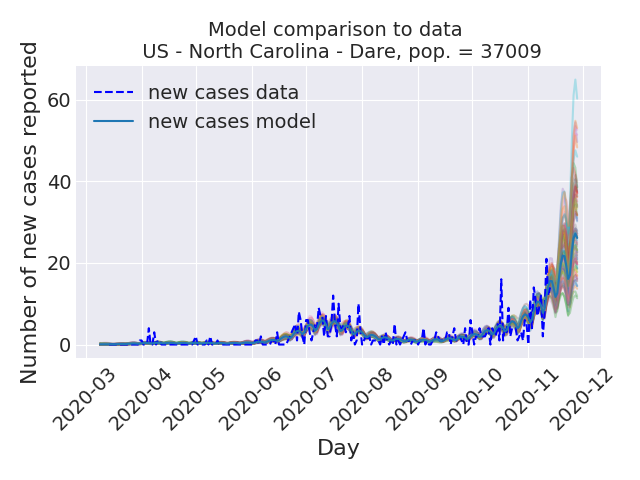 Model comparison to data
US - North Carolina - Dare, pop. = 37009
Number of new cases reported
60
40
20
0
new cases data
new cases model
2020-03
2020-04
2020-05
2020-06
2020-07
2020-08
2020-09
2020-10
2020-11
2020-12
Day